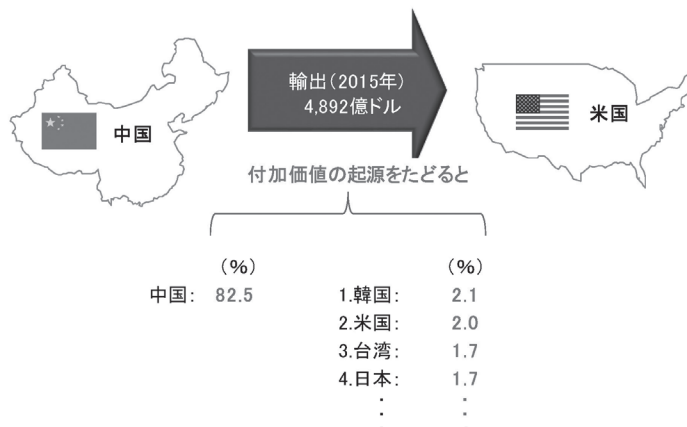 中国
輸出(2015年)
4,892億ドル
米国
付加価値の起源をたどると
(%)
中国: 82.5
(%)
1.韓国: 2.1
2.米国: 2.0
3.台湾: 1.7
4.日本: 1.7